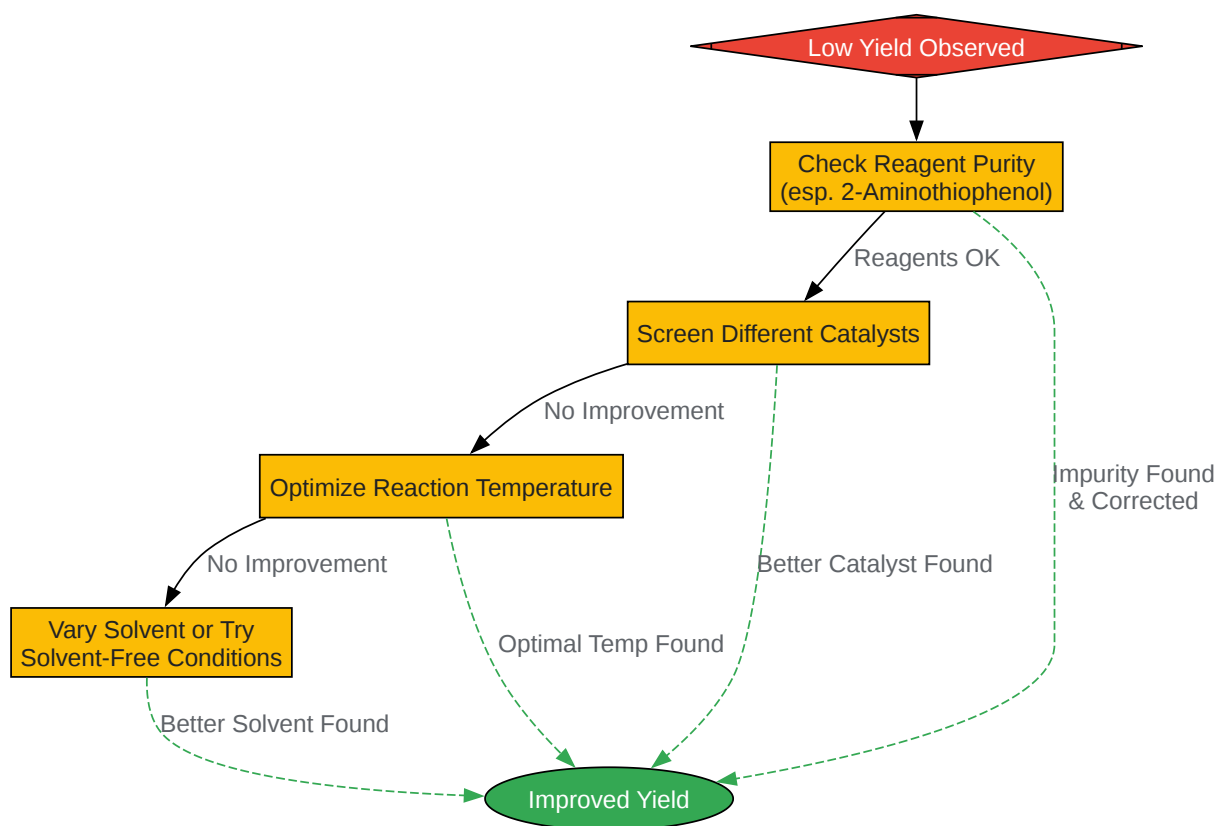 Low Yield Observed
Check Reagent Purity
(esp. 2-Aminothiophenol)
Reagents OK
Screen Different Catalysts
No Improvement
Impurity Found
& Corrected
Optimize Reaction Temperature
No Improvement
Better Catalyst Found
Vary Solvent or Try
Solvent-Free Conditions
Optimal Temp Found
Better Solvent Found
Improved Yield